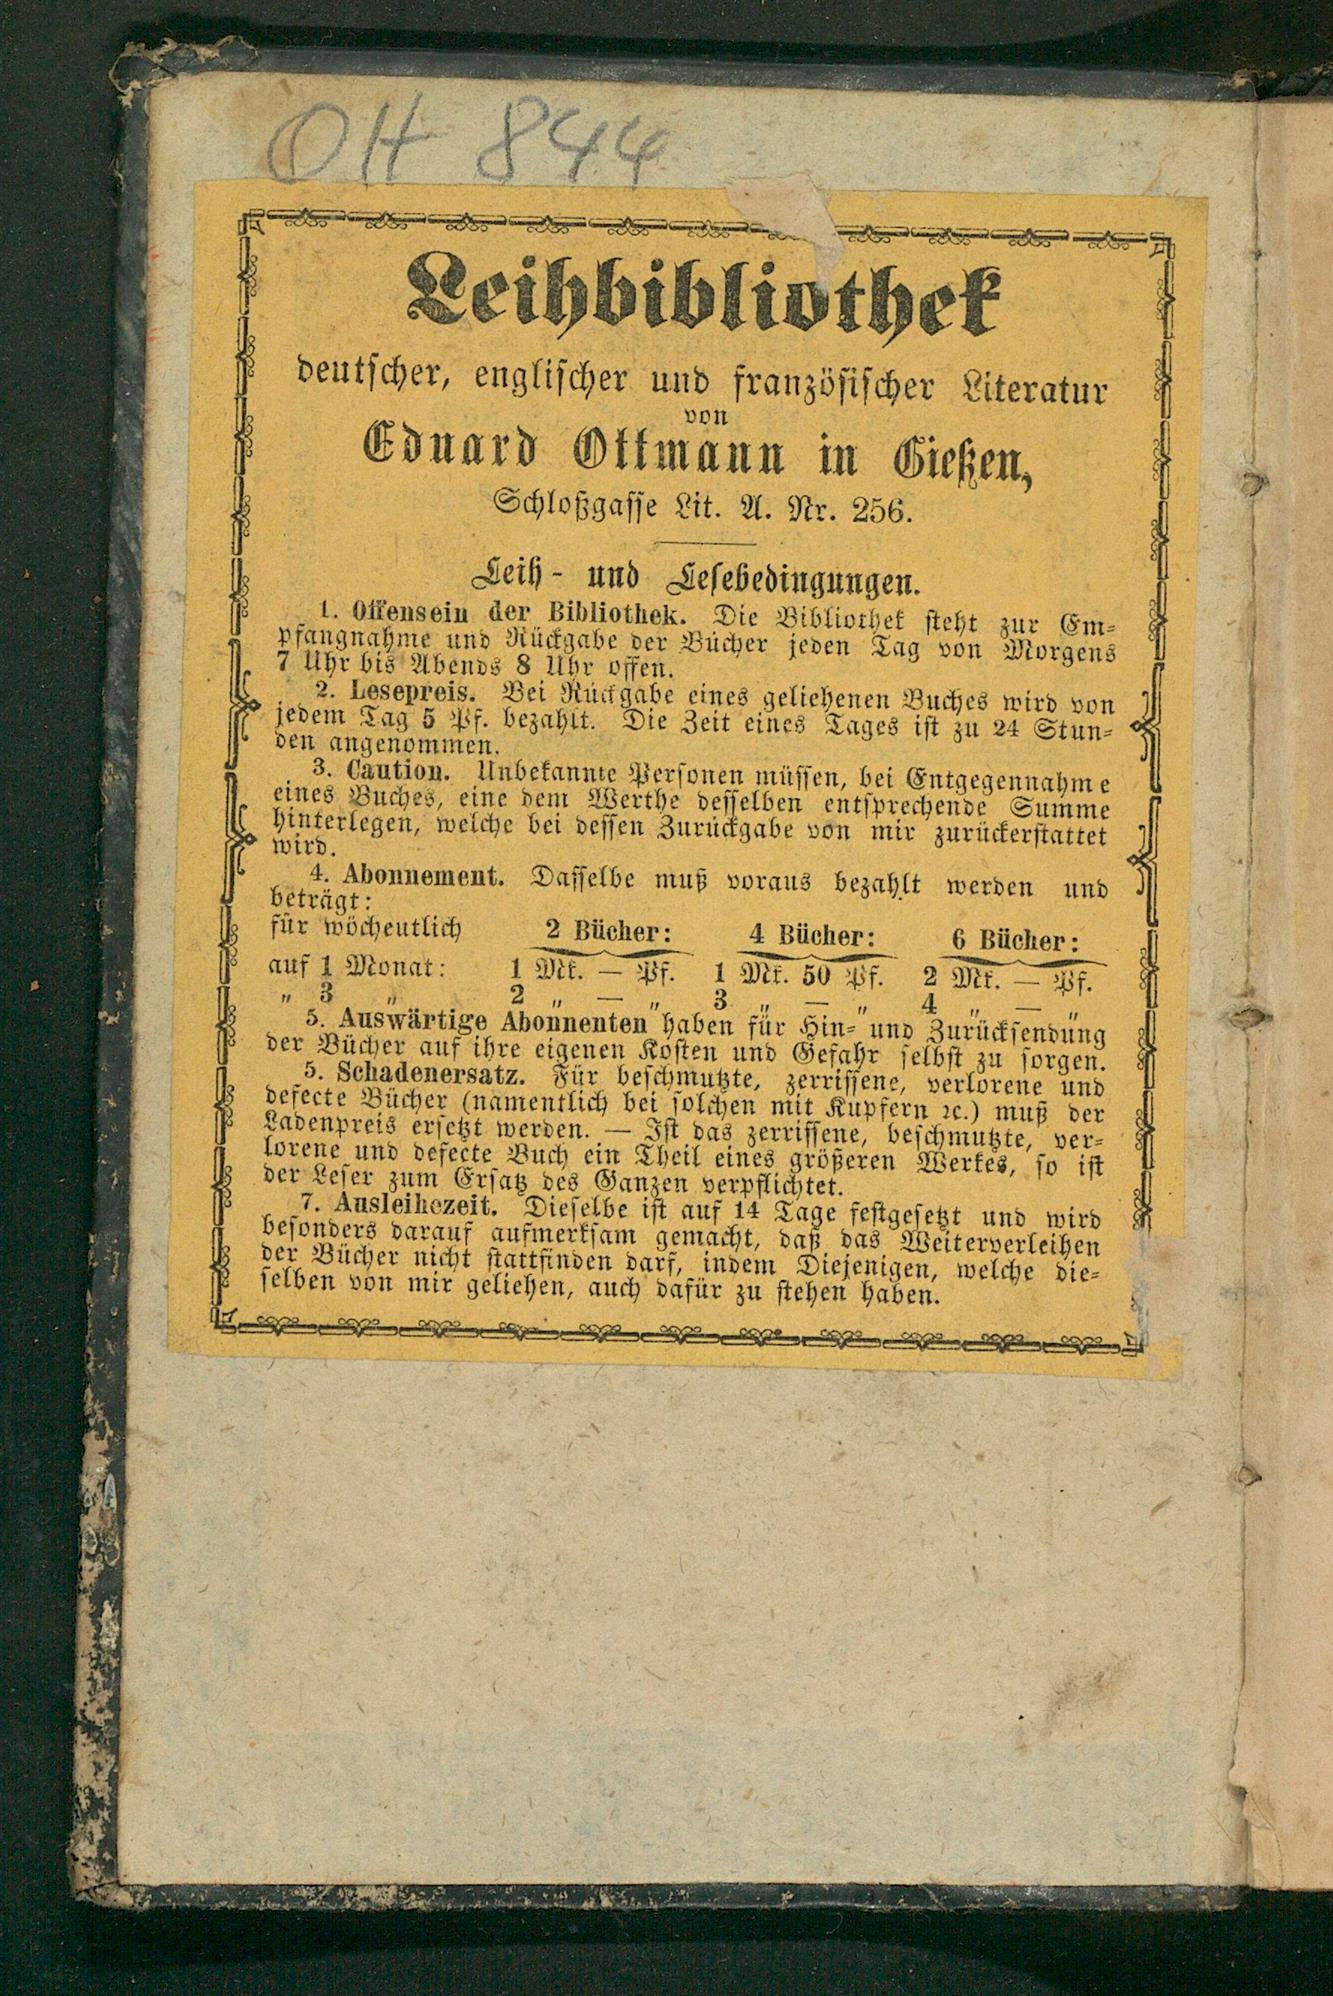 OH 844
Leihbibliothek
deutscher, englischer und französischer Literatur
von
Eduard Ottmann in Gießen,
Schloßgasse Lit. A. Nr. 256.
Leih- und Lesebedingungen.
1. Offensein der Bibliothek. Die Bibliothek steht zur Em-
pfangnahme und Rückgabe der Bücher jeden Tag von Morgens
7 Uhr bis Abends 8 Uhr offen.
2. Lesepreis. Bei Rückgabe eines geliehenen Buches wird von
jedem Tag 5 Pf. bezahlt. Die Zeit eines Tages ist zu 24 Stun-
den angenommen.
3. Caution. Unbekannte Personen müssen, bei Entgegennahme
eines Buches, eine dem Werthe desselben entsprechende Summe
hinterlegen, welche bei dessen Zurückgabe von mir zurückerstattet
wird.
4. Abonnement. Dasselbe muß voraus bezahlt werden und
beträgt:
für wöchentlich 2 Bücher: 4 Bücher: 6 Bücher:
auf 1 Monat: 1 Mk. — Pf. 1 Mk. 50 Pf. 2 Mk. — Pf.
„ 3 „ 2 „ — „ 3 „ — „ 4 „ — „
5. Auswärtige Abonnenten haben für Hin- und Zurücksendung
der Bücher auf ihre eigenen Kosten und Gefahr selbst zu sorgen.
5. Schadenersatz. Für beschmutzte, zerrissene, verlorene und
defecte Bücher (namentlich bei solchen mit Kupfern ꝛc.) muß der
Ladenpreis ersetzt werden. — Ist das zerrissene, beschmutzte, ver-
lorene und defecte Buch ein Theil eines größeren Werkes, so ist
der Leser zum Ersatz des Ganzen verpflichtet.
7. Ausleihezeit. Dieselbe ist auf 14 Tage festgesetzt und wird
besonders darauf aufmerksam gemacht, daß das Weiterverleihen
der Bücher nicht stattfinden darf, indem Diejenigen, welche die-
selben von mir geliehen, auch dafür zu stehen haben.